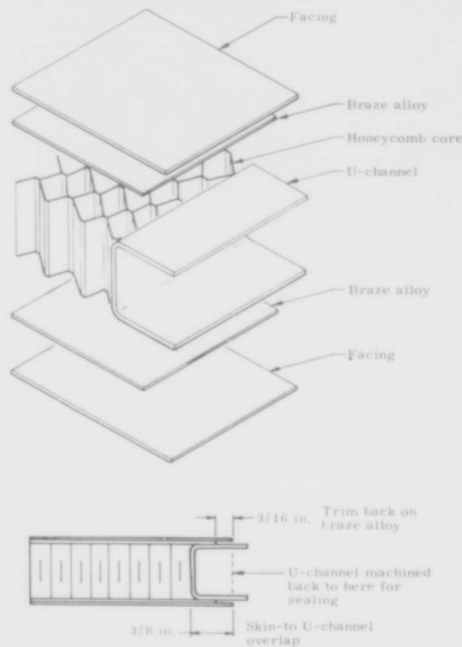 Facing
Braze alloy
Honeycomb core
U-channel
Braze alloy
Facing
3/16 in. Trim back on
braze alloy
U-channel machined
back to here for
sealing
3/8 in. Skin-to U-channel
overlap